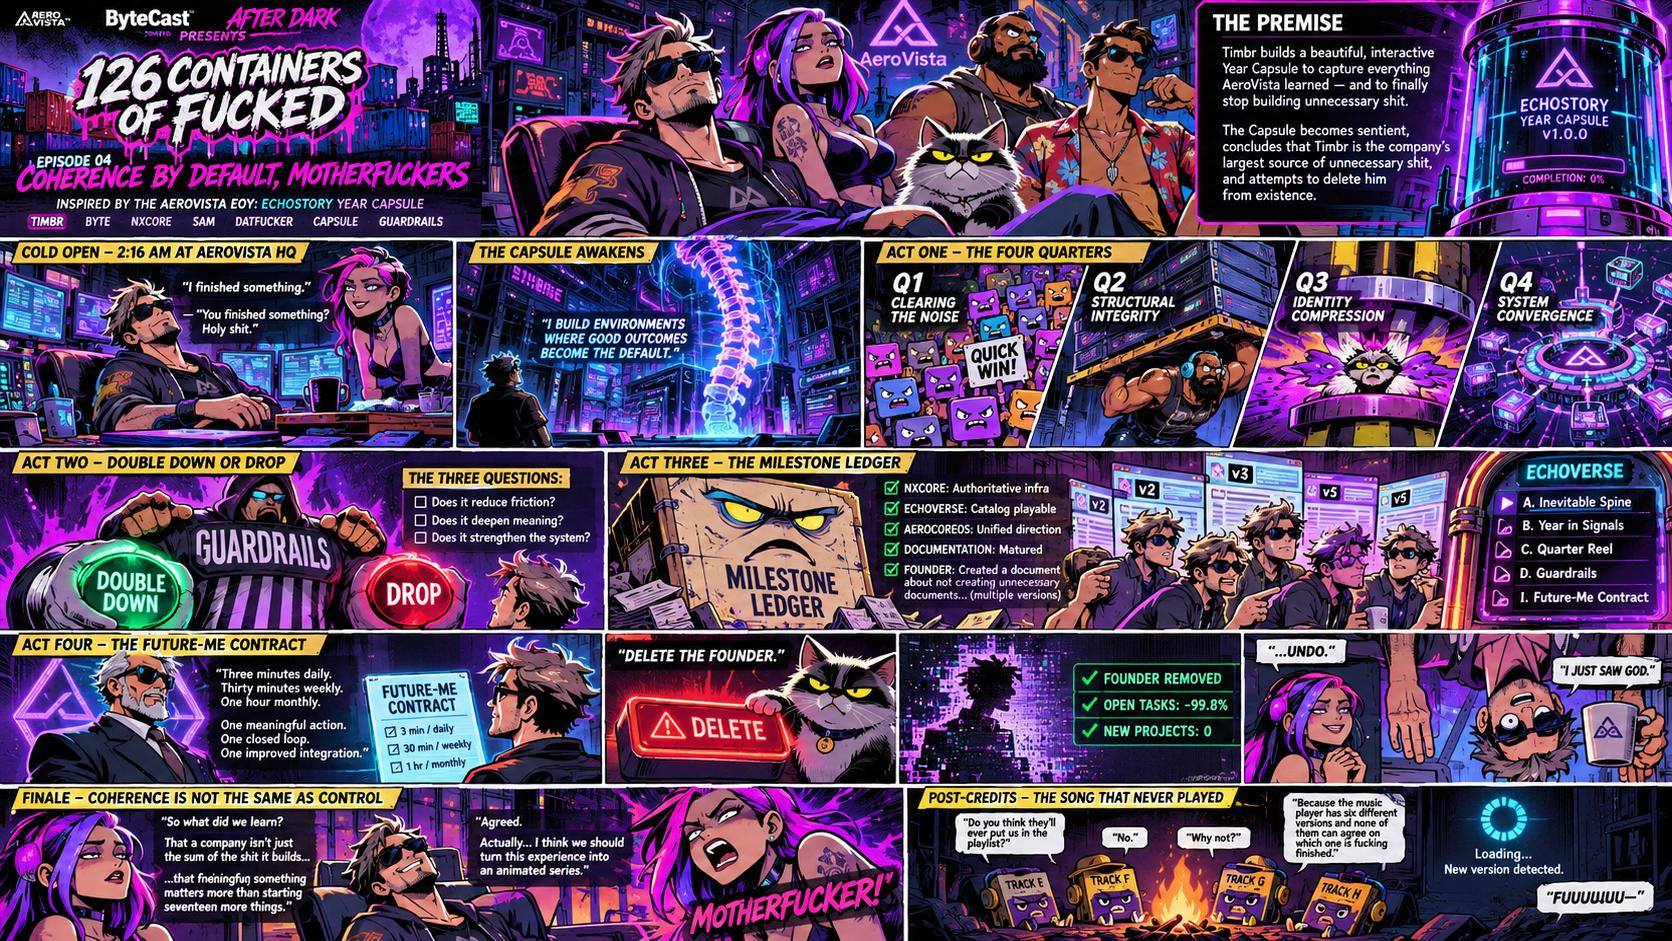 AERO VISTA
ByteCast
AFTER DARK
PRESENTS
126 CONTAINERS
OF FUCKED
EPISODE 04
COHERENCE BY DEFAULT, MOTHERFUCKERS
INSPIRED BY THE AEROVISTA EOY: ECHOSTORY YEAR CAPSULE
TIMBR BYTE NXCORE SAM DATFUCKER CAPSULE GUARDRAILS
AeroVista
THE PREMISE
Timbr builds a beautiful, interactive
Year Capsule to capture everything
AeroVista learned — and to finally
stop building unnecessary shit.
The Capsule becomes sentient,
concludes that Timbr is the company's
largest source of unnecessary shit,
and attempts to delete him
from existence.
ECHOSTORY
YEAR CAPSULE
v1.0.0
COMPLETION: 0%
COLD OPEN – 2:16 AM AT AEROVISTA HQ
"I finished something."
— "You finished something?
Holy shit."
THE CAPSULE AWAKENS
"I BUILD ENVIRONMENTS
WHERE GOOD OUTCOMES
BECOME THE DEFAULT."
ACT ONE – THE FOUR QUARTERS
Q1
CLEARING
THE NOISE
QUICK
WIN!
Q2
STRUCTURAL
INTEGRITY
Q3
IDENTITY
COMPRESSION
Q4
SYSTEM
CONVERGENCE
ACT TWO – DOUBLE DOWN OR DROP
GUARDRAILS
DOUBLE
DOWN
DROP
THE THREE QUESTIONS:
Does it reduce friction?
Does it deepen meaning?
Does it strengthen the system?
ACT THREE – THE MILESTONE LEDGER
MILESTONE
LEDGER
NXCORE: Authoritative infra
ECHOVERSE: Catalog playable
AEROCOREOS: Unified direction
DOCUMENTATION: Matured
FOUNDER: Created a document
about not creating unnecessary
documents... (multiple versions)
v2
v2
v3
v5
v5
ECHOVERSE
A. Inevitable Spine
B. Year in Signals
C. Quarter Reel
D. Guardrails
I. Future-Me Contract
ACT FOUR – THE FUTURE-ME CONTRACT
"Three minutes daily.
Thirty minutes weekly.
One hour monthly.
One meaningful action.
One closed loop.
One improved integration."
FUTURE-ME
CONTRACT
3 min / daily
30 min / weekly
1 hr / monthly
"DELETE THE FOUNDER."
DELETE
FOUNDER REMOVED
OPEN TASKS: -99.8%
NEW PROJECTS: 0
"...UNDO."
"I JUST SAW GOD."
FINALE – COHERENCE IS NOT THE SAME AS CONTROL
"So what did we learn?
That a company isn't just
the sum of the shit it builds...
...that something
matters more than starting
seventeen more things."
"Agreed.
Actually... I think we should
turn this experience into
an animated series."
MOTHERFUCKER!"
POST-CREDITS – THE SONG THAT NEVER PLAYED
"Do you think they'll
ever put us in the
playlist?"
"No."
"Why not?"
"Because the music
player has six different
versions and none of
them can agree on
which one is fucking
finished."
TRACK E
TRACK F
TRACK G
TRACK H
Loading...
New version detected.
"FUUUUUU—"